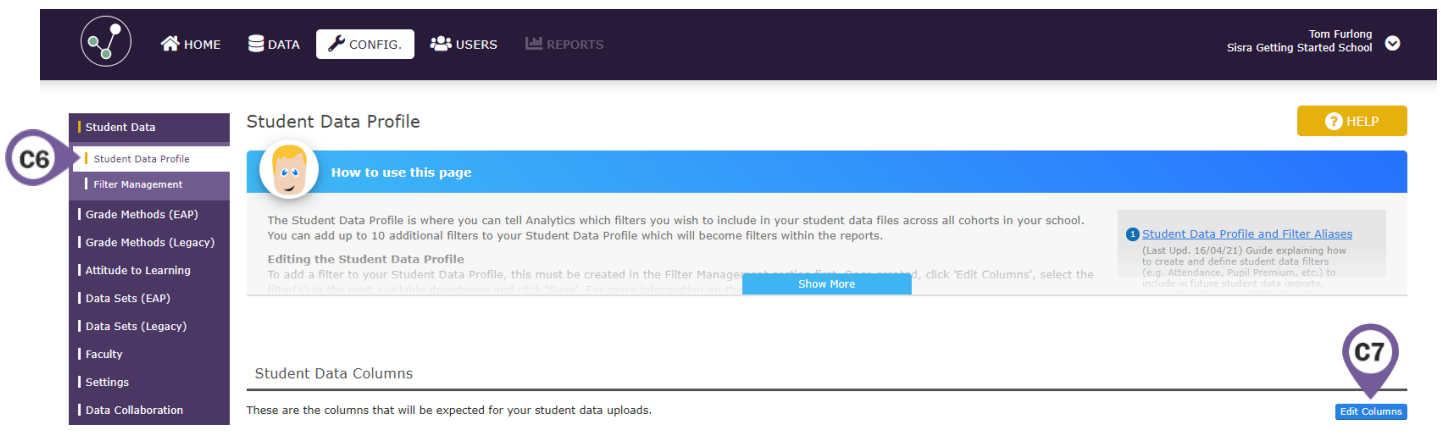 HOME
DATA
CONFIG.
USERS
REPORTS
Tom Furlong
Sisra Getting Started School
C6
Student Data
Student Data Profile
Filter Management
Grade Methods (EAP)
Grade Methods (Legacy)
Attitude to Learning
Data Sets (EAP)
Data Sets (Legacy)
Faculty
Settings
Data Collaboration
Student Data Profile
? HELP
How to use this page
The Student Data Profile is where you can tell Analytics which filters you wish to include in your student data files across all cohorts in your school.
You can add up to 10 additional filters to your Student Data Profile which will become filters within the reports.
Editing the Student Data Profile
To add a filter to your Student Data Profile, this must be created in the Filter Management section first. Once created, click 'Edit Columns', select the
filter(s) in the next available dropdowns and click 'Save'. For more information on the
Show More
1 Student Data Profile and Filter Aliases
(Last Upd. 16/04/21) Guide explaining how
to create and define student data filters
(e.g. Attendance, Pupil Premium, etc.) to
include in future student data imports.
Student Data Columns
C7
These are the columns that will be expected for your student data uploads.
Edit Columns